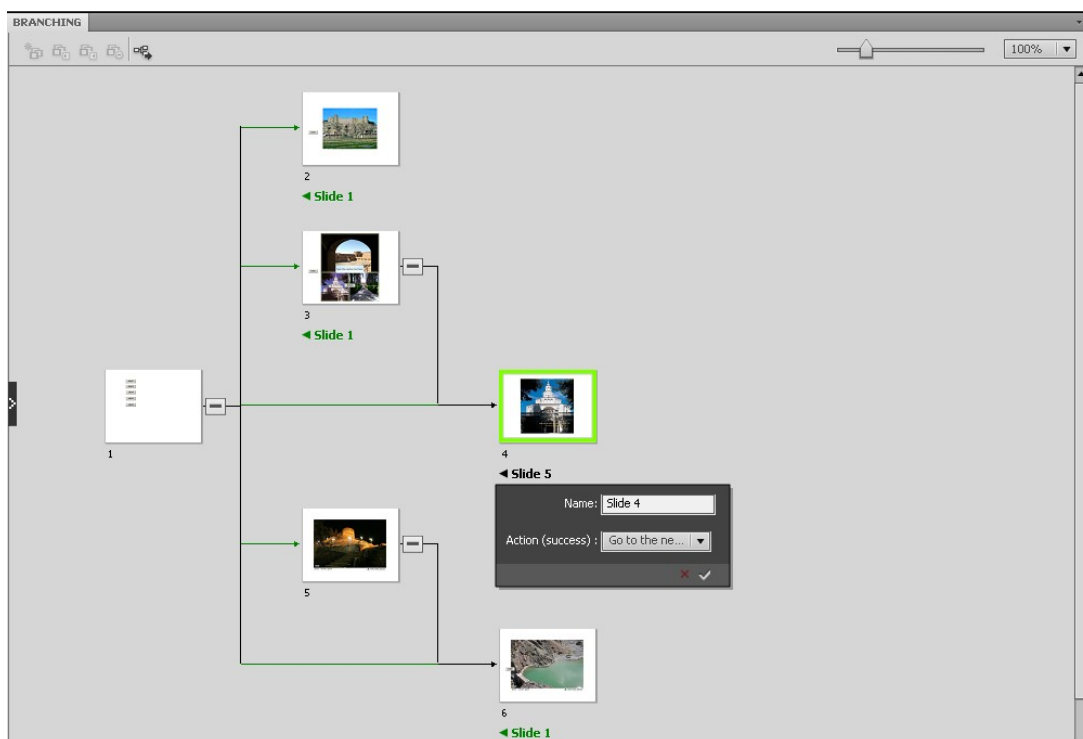 BRANCHING
100%
2
◄ Slide 1
3
◄ Slide 1
1
4
◄ Slide 5
Name: Slide 4
Action (success) : Go to the ne...
5
6
◄ Slide 1